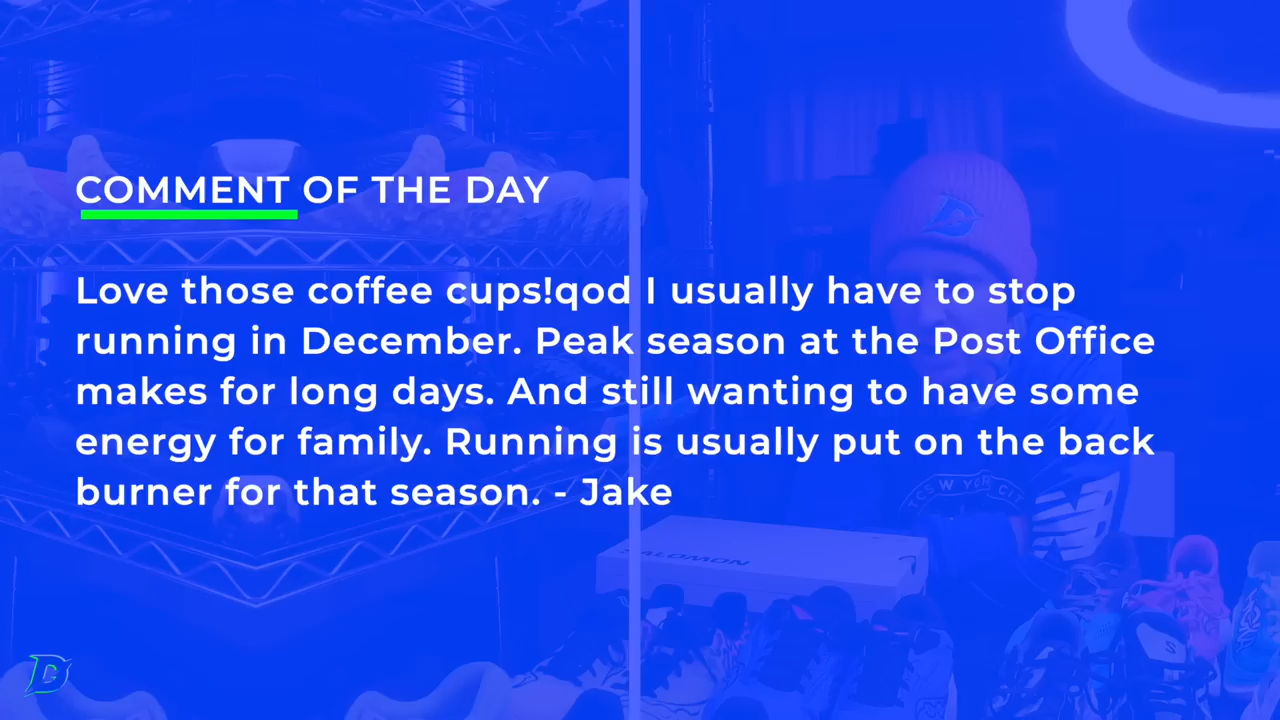 COMMENT OF THE DAY
Love those coffee cups!qod I usually have to stop
running in December. Peak season at the Post Office
makes for long days. And still wanting to have some
energy for family. Running is usually put on the back
burner for that season. - Jake
SALOMON